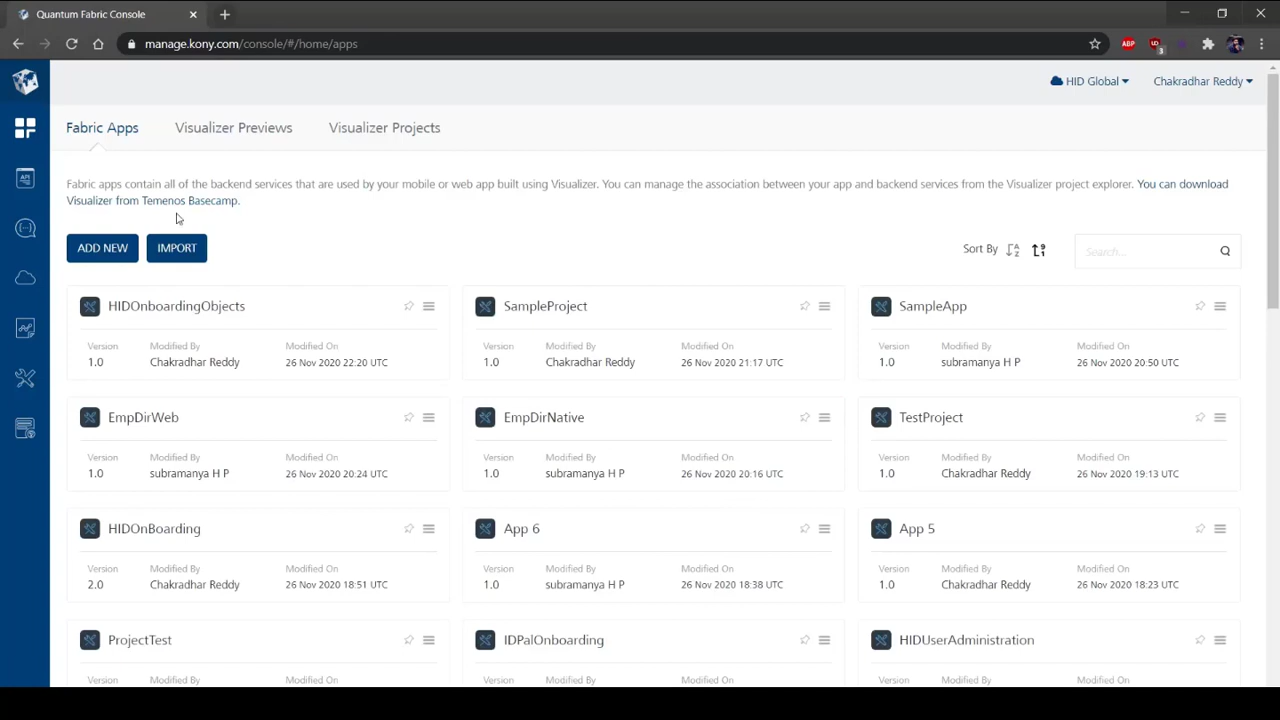 Quantum Fabric Console
manage.kony.com/console/#/home/apps
ABP
3
HID Global
Chakradhar Reddy
API
Fabric Apps
Visualizer Previews
Visualizer Projects
Fabric apps contain all of the backend services that are used by your mobile or web app built using Visualizer. You can manage the association between your app and backend services from the Visualizer project explorer. You can download
Visualizer from Temenos Basecamp.
ADD NEW
IMPORT
Sort By
Search...
HIDOnboardingObjects
SampleProject
SampleApp
Version Modified By Modified On
Version Modified By Modified On
Version Modified By Modified On
1.0 Chakradhar Reddy 26 Nov 2020 22:20 UTC
1.0 Chakradhar Reddy 26 Nov 2020 21:17 UTC
1.0 subramanya H P 26 Nov 2020 20:50 UTC
EmpDirWeb
EmpDirNative
TestProject
Version Modified By Modified On
Version Modified By Modified On
Version Modified By Modified On
1.0 subramanya H P 26 Nov 2020 20:24 UTC
1.0 subramanya H P 26 Nov 2020 20:16 UTC
1.0 Chakradhar Reddy 26 Nov 2020 19:13 UTC
HIDOnBoarding
App 6
App 5
Version Modified By Modified On
Version Modified By Modified On
Version Modified By Modified On
2.0 Chakradhar Reddy 26 Nov 2020 18:51 UTC
1.0 subramanya H P 26 Nov 2020 18:38 UTC
1.0 Chakradhar Reddy 26 Nov 2020 18:23 UTC
ProjectTest
IDPalOnboarding
HIDUserAdministration
Version Modified By Modified On
Version Modified By Modified On
Version Modified By Modified On